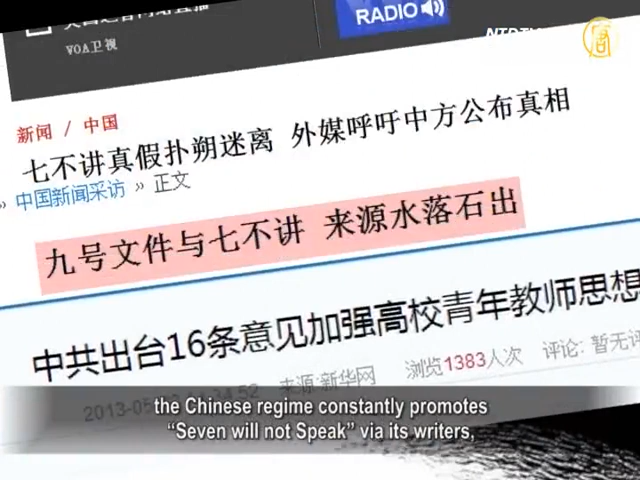 RADIO
VOA卫视
NTDTV
新闻 / 中国
七不讲真假扑朔迷离 外媒呼吁中方公布真相
» 中国新闻采访 » 正文
九号文件与七不讲 来源水落石出
中共出台16条意见加强高校青年教师思想
来源:新华网 浏览1383人次 评论: 暂无评
the Chinese regime constantly promotes
“Seven will not Speak” via its writers,